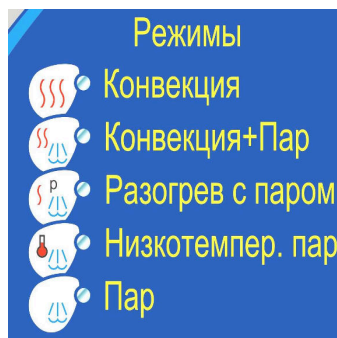 Режимы
Конвекция
Конвекция+Пар
p
Разогрев с паром
Низкотемпер. пар
Пар